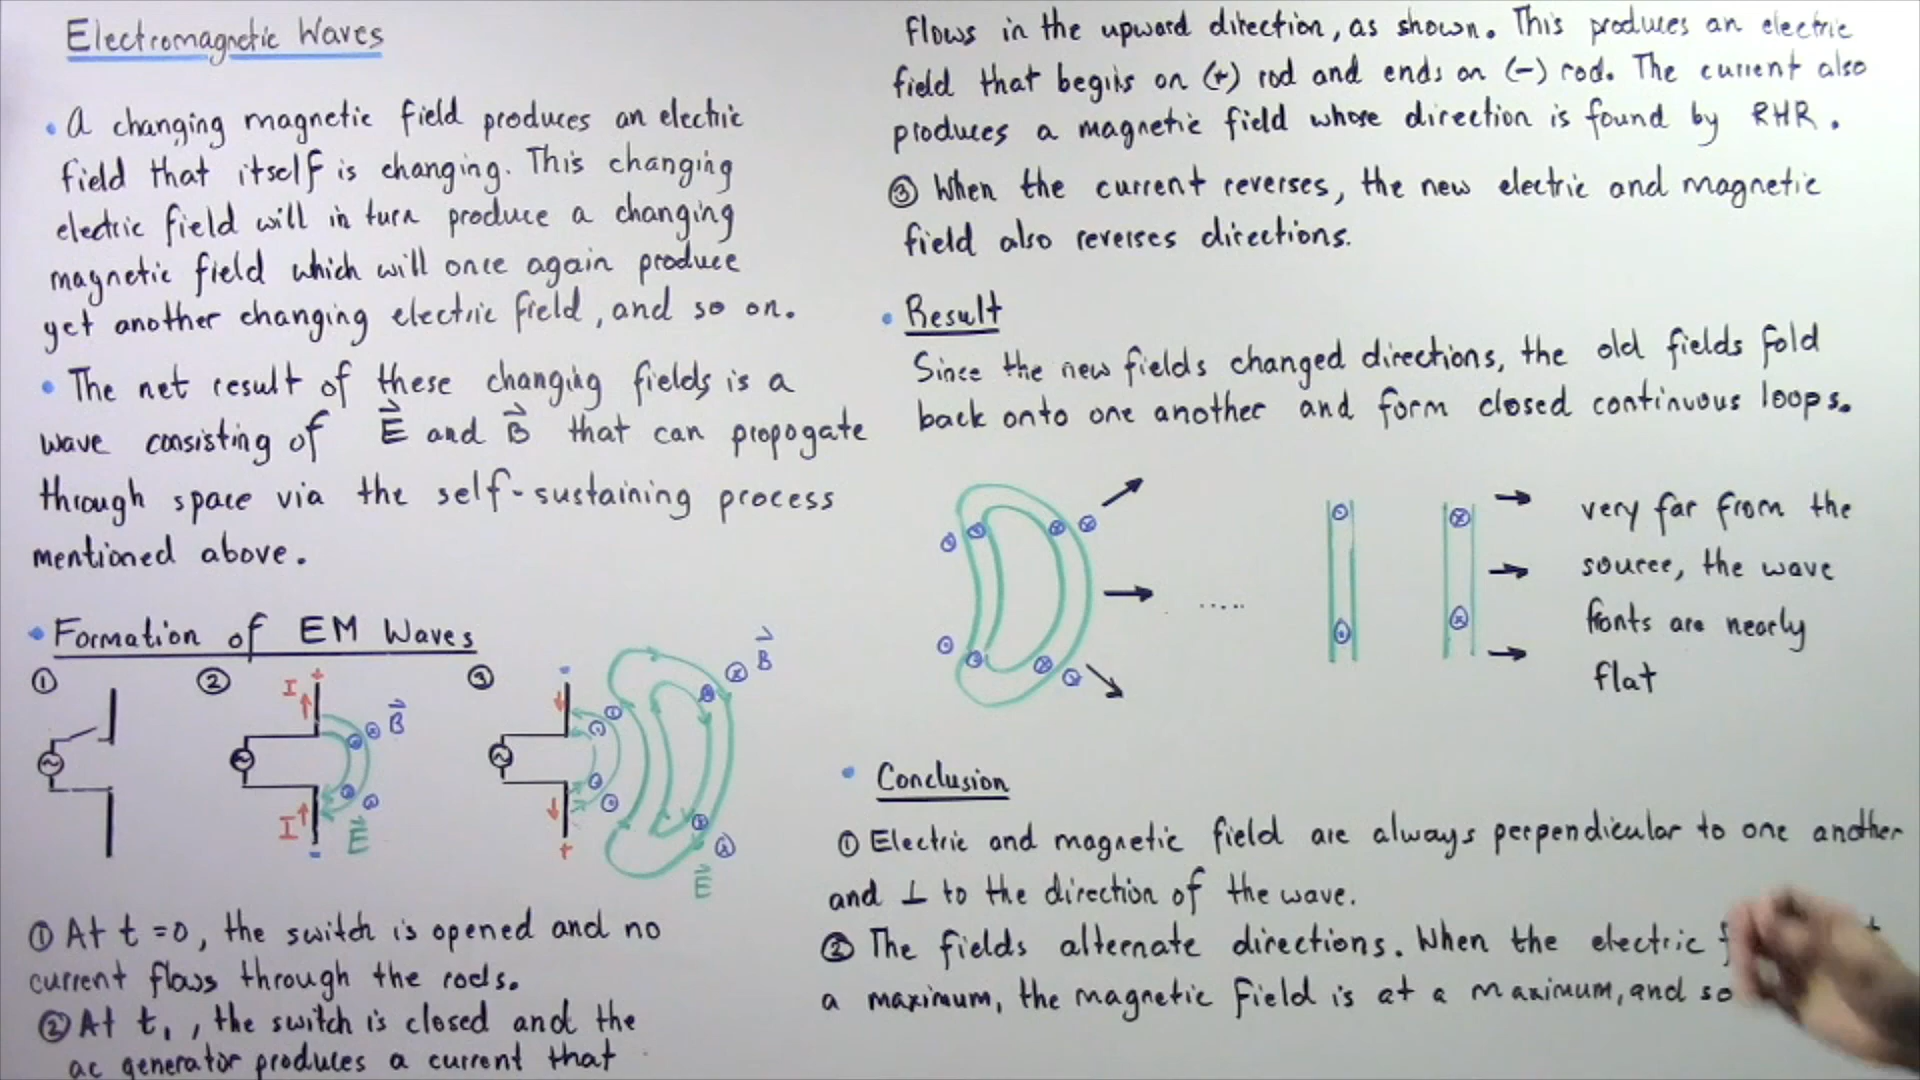 Electromagnetic Waves
• A changing magnetic field produces an electric
field that itself is changing. This changing
electric field will in turn produce a changing
magnetic field which will once again produce
yet another changing electric field, and so on.
• The net result of these changing fields is a
wave consisting of E⃗ and B⃗ that can propogate
through space via the self-sustaining process
mentioned above.
• Formation of EM Waves
① ② ③
I + B⃗
I - E⃗
- B⃗
+ E⃗
① At t =0, the switch is opened and no
current flows through the rods.
② At t₁, the switch is closed and the
ac generator produces a current that
flows in the upward direction, as shown. This produces an electric
field that begins on (+) rod and ends on (-) rod. The current also
produces a magnetic field whose direction is found by RHR.
③ When the current reverses, the new electric and magnetic
field also reverses directions.
• Result
Since the new fields changed directions, the old fields fold
back onto one another and form closed continuous loops.
.....
very far from the
source, the wave
fronts are nearly
flat
• Conclusion
① Electric and magnetic field are always perpendicular to one another
and ⊥ to the direction of the wave.
② The fields alternate directions. When the electric
a maximum, the magnetic field is at a maximum, and so